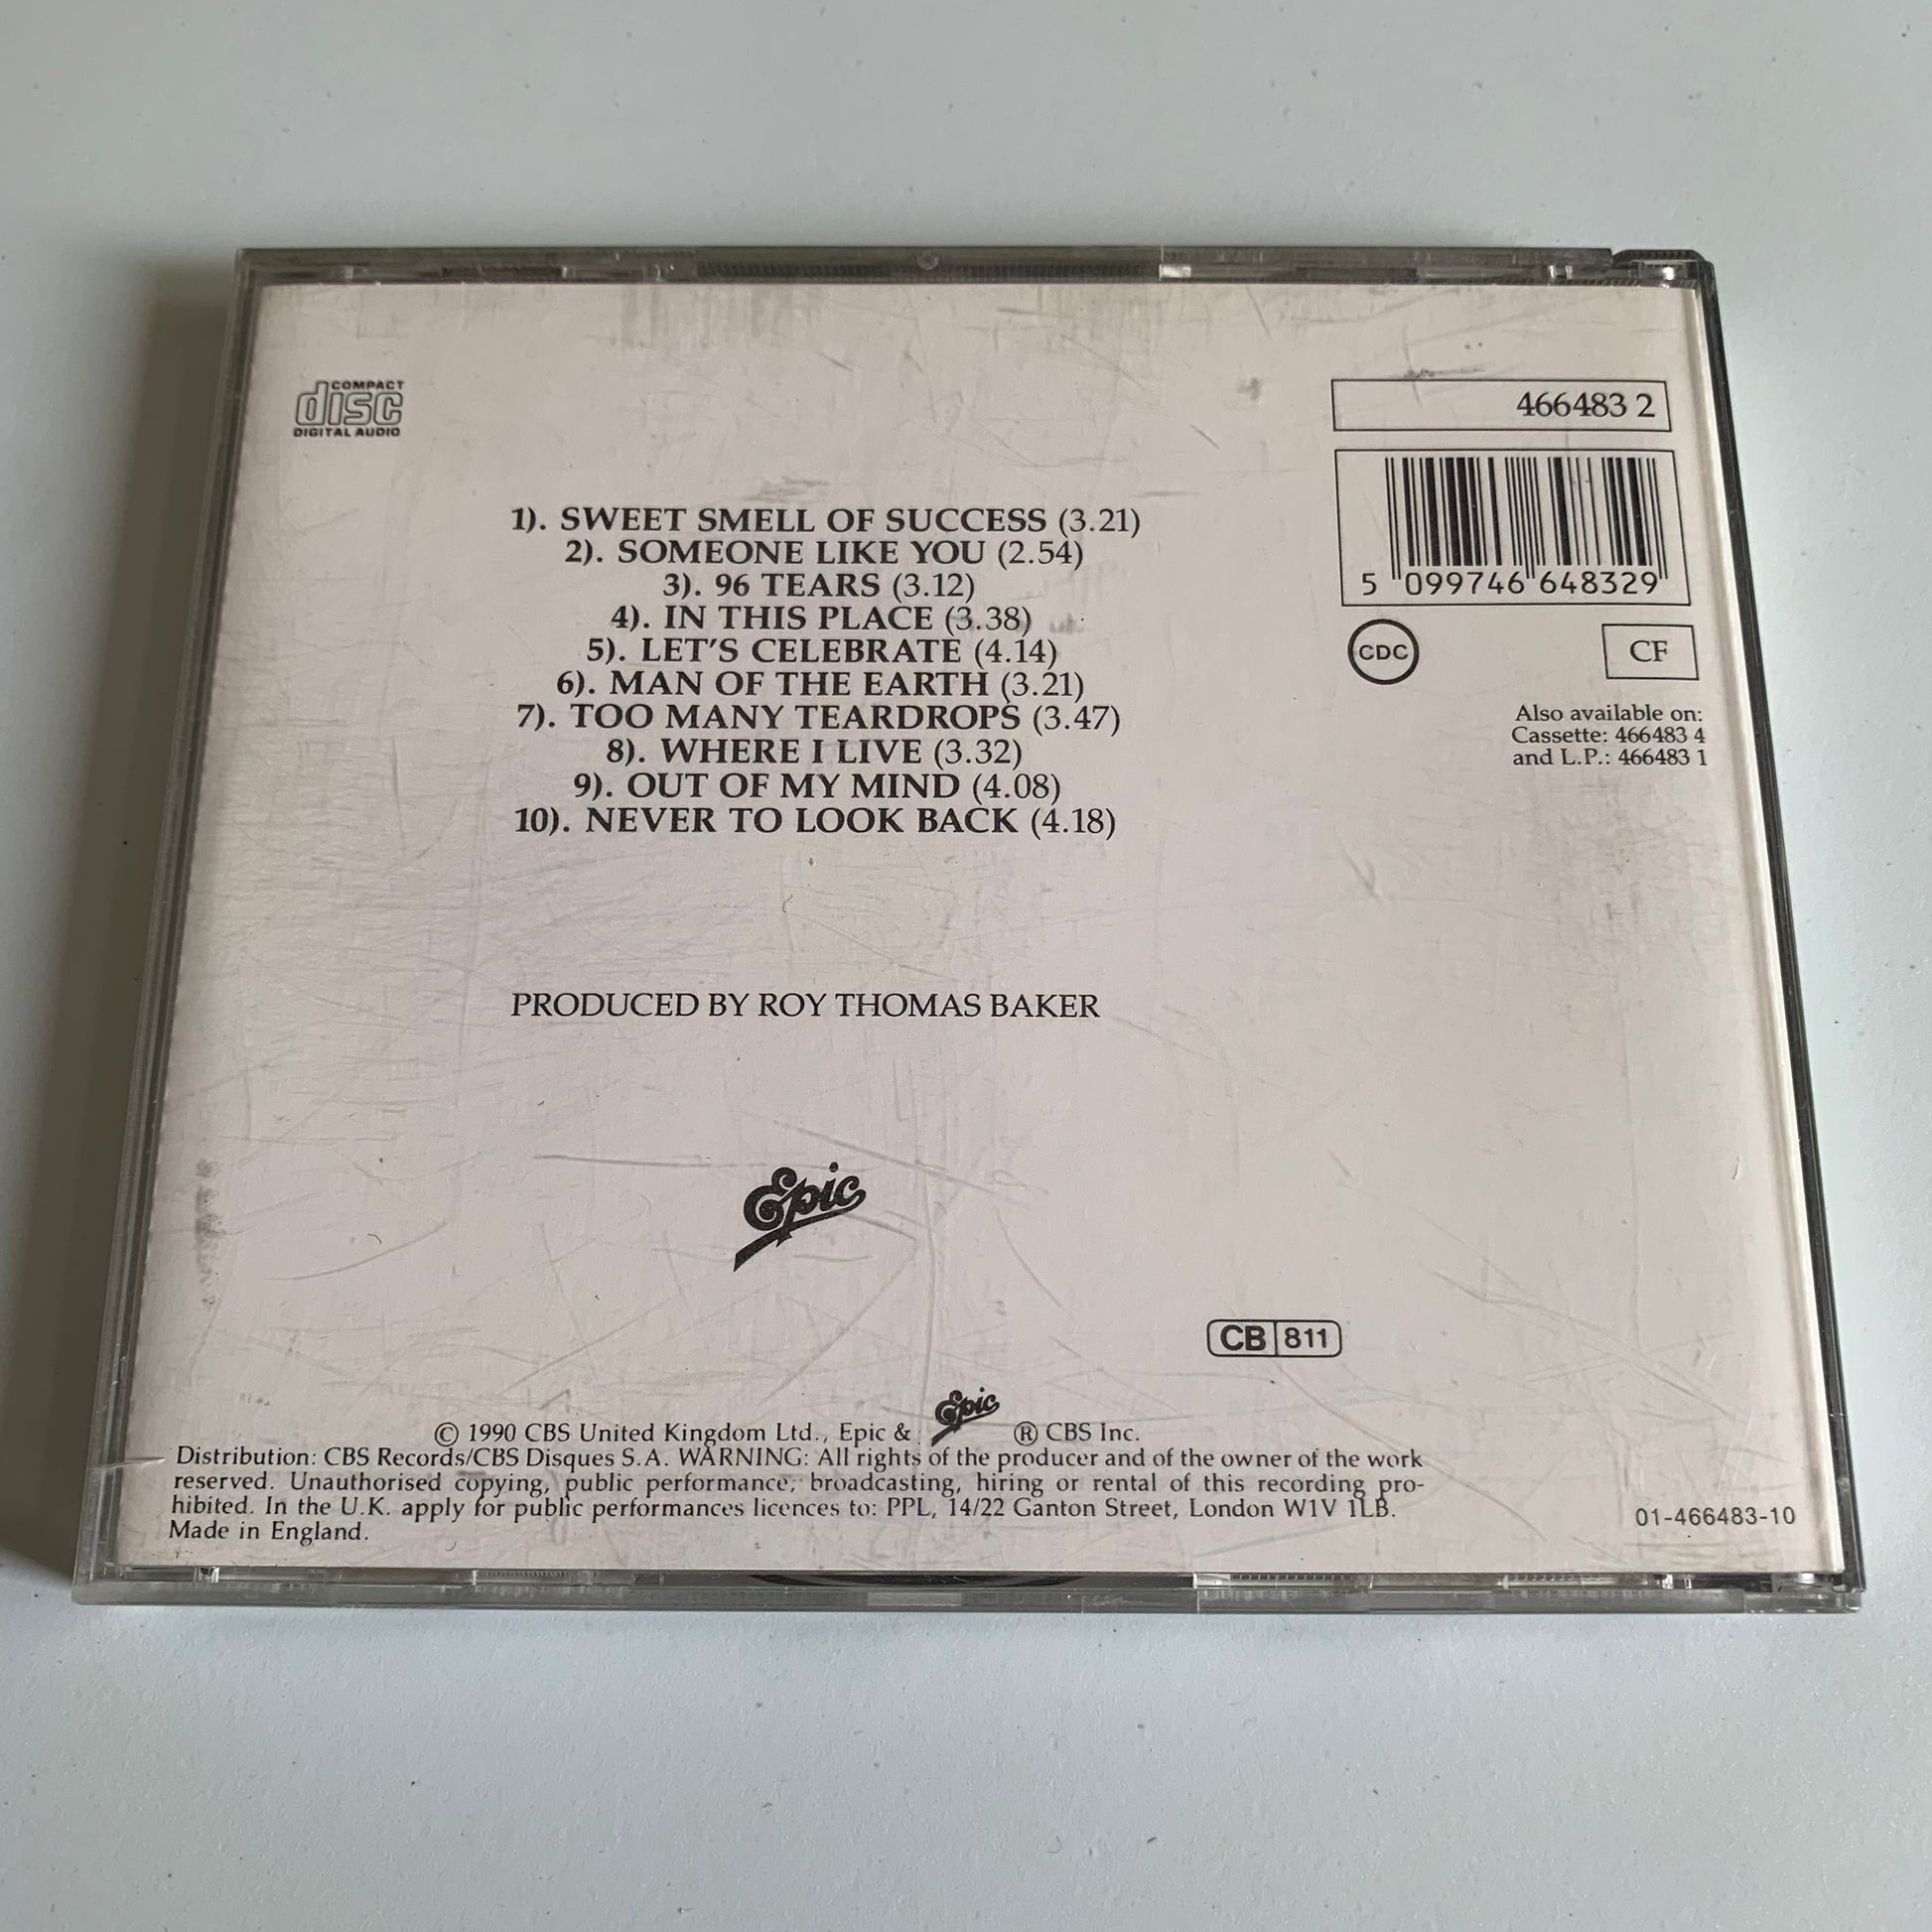 COMPACT
disc
DIGITAL AUDIO
466483 2
5 099746 648329
CDC
CF
Also available on:
Cassette: 466483 4
and L.P.: 466483 1
1). SWEET SMELL OF SUCCESS (3.21)
2). SOMEONE LIKE YOU (2.54)
3). 96 TEARS (3.12)
4). IN THIS PLACE (3.38)
5). LET'S CELEBRATE (4.14)
6). MAN OF THE EARTH (3.21)
7). TOO MANY TEARDROPS (3.47)
8). WHERE I LIVE (3.32)
9). OUT OF MY MIND (4.08)
10). NEVER TO LOOK BACK (4.18)
PRODUCED BY ROY THOMAS BAKER
Epic
CB 811
© 1990 CBS United Kingdom Ltd., Epic & Epic ® CBS Inc.
Distribution: CBS Records/CBS Disques S.A. WARNING: All rights of the producer and of the owner of the work
reserved. Unauthorised copying, public performance, broadcasting, hiring or rental of this recording pro-
hibited. In the U.K. apply for public performances licences to: PPL, 14/22 Ganton Street, London W1V 1LB.
Made in England.
01-466483-10